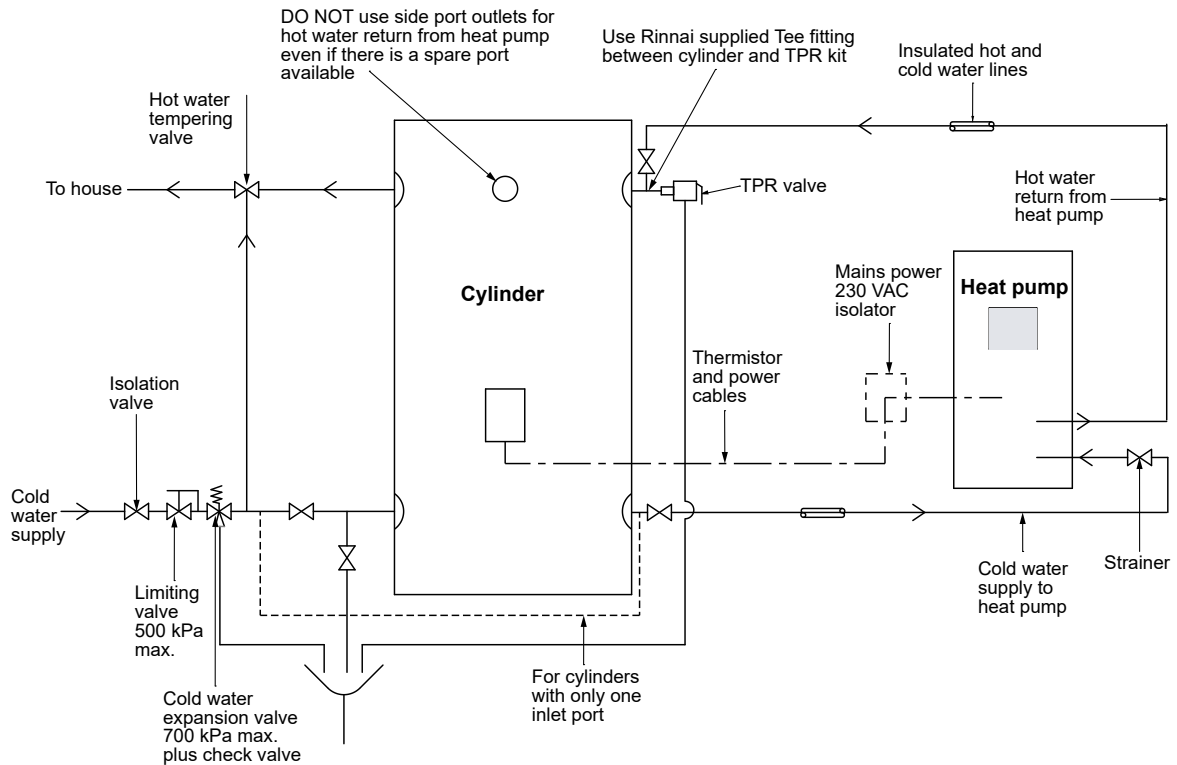 DO NOT use side port outlets for
hot water return from heat pump
even if there is a spare port
available
Use Rinnai supplied Tee fitting
between cylinder and TPR kit
Insulated hot and
cold water lines
Hot water
tempering
valve
To house
TPR valve
Hot water
return from
heat pump
Cylinder
Mains power
230 VAC
isolator
Heat pump
Thermistor
and power
cables
Isolation
valve
Cold
water
supply
Limiting
valve
500 kPa
max.
Cold water
expansion valve
700 kPa max.
plus check valve
For cylinders
with only one
inlet port
Cold water
supply to
heat pump
Strainer